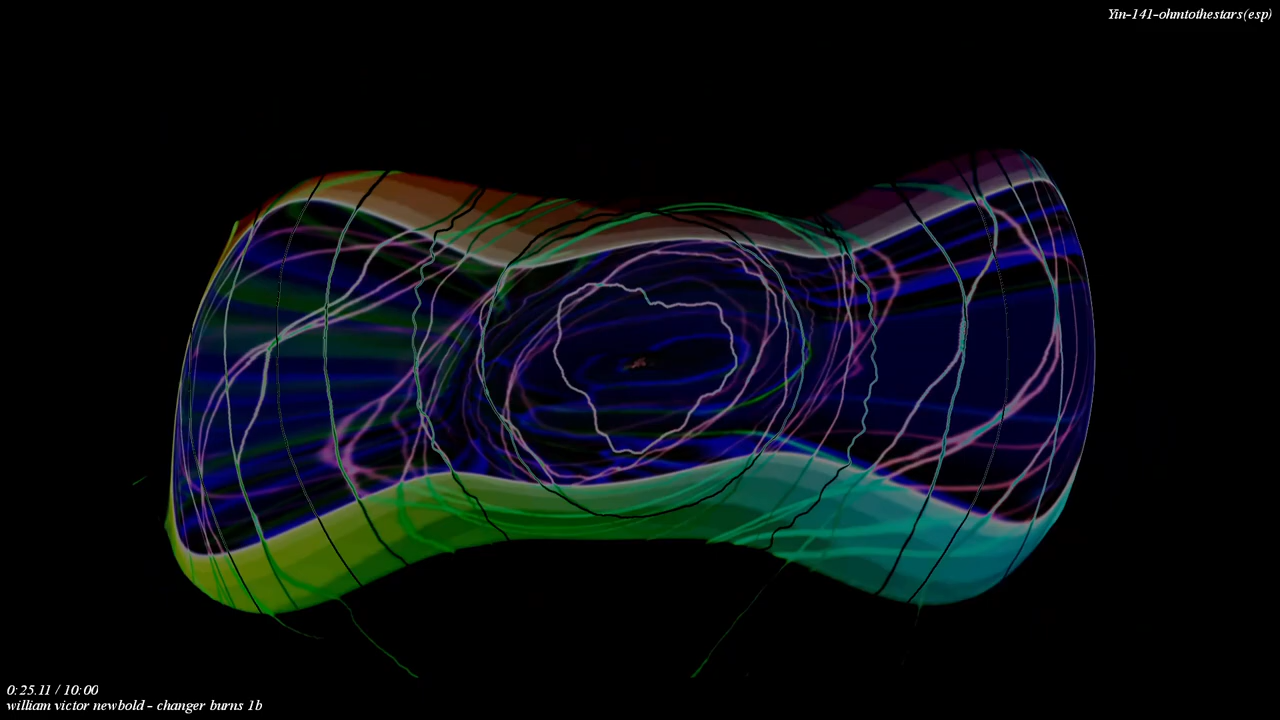 Yin-141-ohmtothestars(esp)
0:25.11 / 10:00
william victor newbold - changer burns 1b